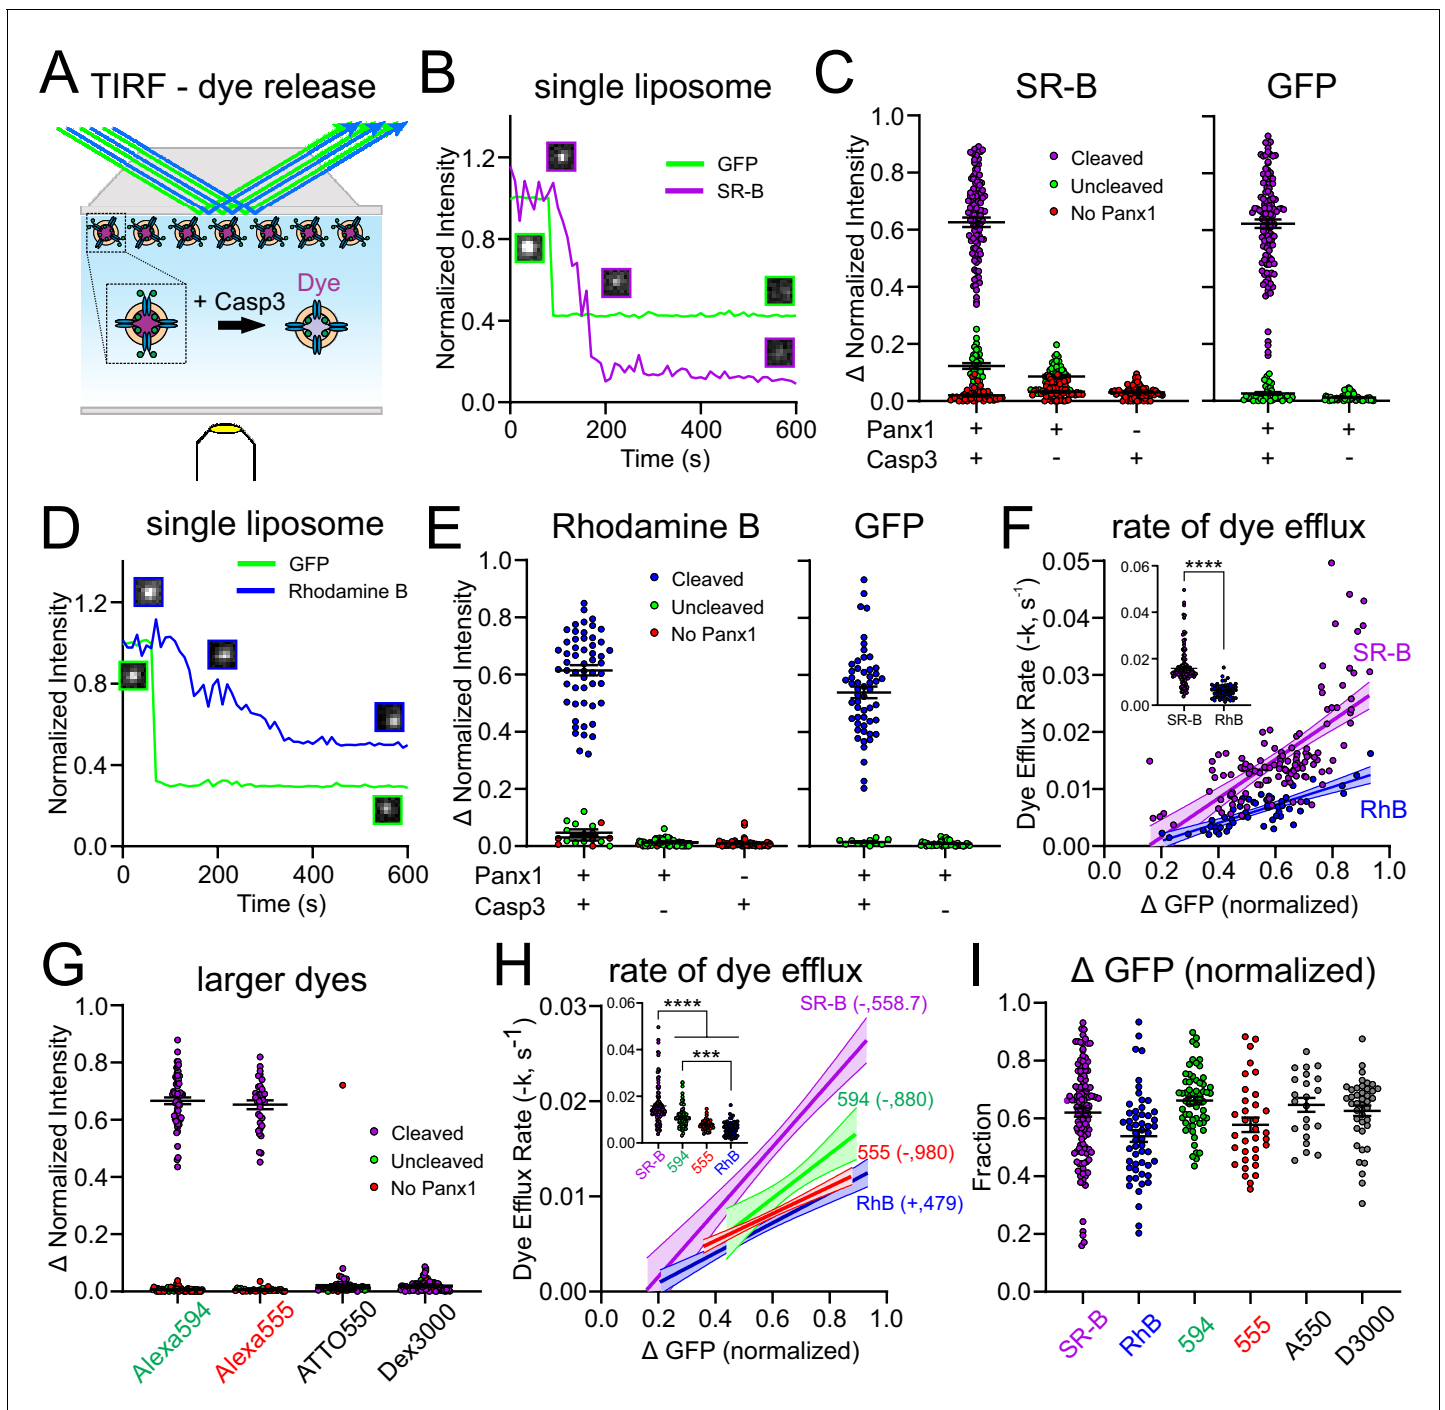 A
TIRF - dye release
+ Casp3
Dye
B
single liposome
Normalized Intensity
1.2
0.8
0.4
0.0
GFP
SR-B
0
200
400
600
Time (s)
C
SR-B
GFP
Δ Normalized Intensity
1.0
0.8
0.6
0.4
0.2
0.0
Cleaved
Uncleaved
No Panx1
Panx1 + + - + +
Casp3 + - + + -
D
single liposome
Normalized Intensity
1.2
0.8
0.4
0.0
GFP
Rhodamine B
0
200
400
600
Time (s)
E
Rhodamine B
GFP
Δ Normalized Intensity
1.0
0.8
0.6
0.4
0.2
0.0
Cleaved
Uncleaved
No Panx1
Panx1 + + - + +
Casp3 + - + + -
F
rate of dye efflux
Dye Efflux Rate (-k, s⁻¹)
0.05
0.04
0.03
0.02
0.01
0.00
0.06
0.04
0.02
0.00
****
SR-B RhB
SR-B
RhB
0.0 0.2 0.4 0.6 0.8 1.0
Δ GFP (normalized)
G
larger dyes
Δ Normalized Intensity
1.0
0.8
0.6
0.4
0.2
0.0
Cleaved
Uncleaved
No Panx1
Alexa594
Alexa555
ATTO550
Dex3000
H
rate of dye efflux
Dye Efflux Rate (-k, s⁻¹)
0.03
0.02
0.01
0.00
0.06
0.04
0.02
0.00
****
***
SR-B
594
555
RhB
SR-B (-,558.7)
594 (-,880)
555 (-,980)
RhB (+,479)
0.0 0.2 0.4 0.6 0.8 1.0
Δ GFP (normalized)
I
Δ GFP (normalized)
Fraction
1.0
0.8
0.6
0.4
0.2
0.0
SR-B
RhB
594
555
A550
D3000